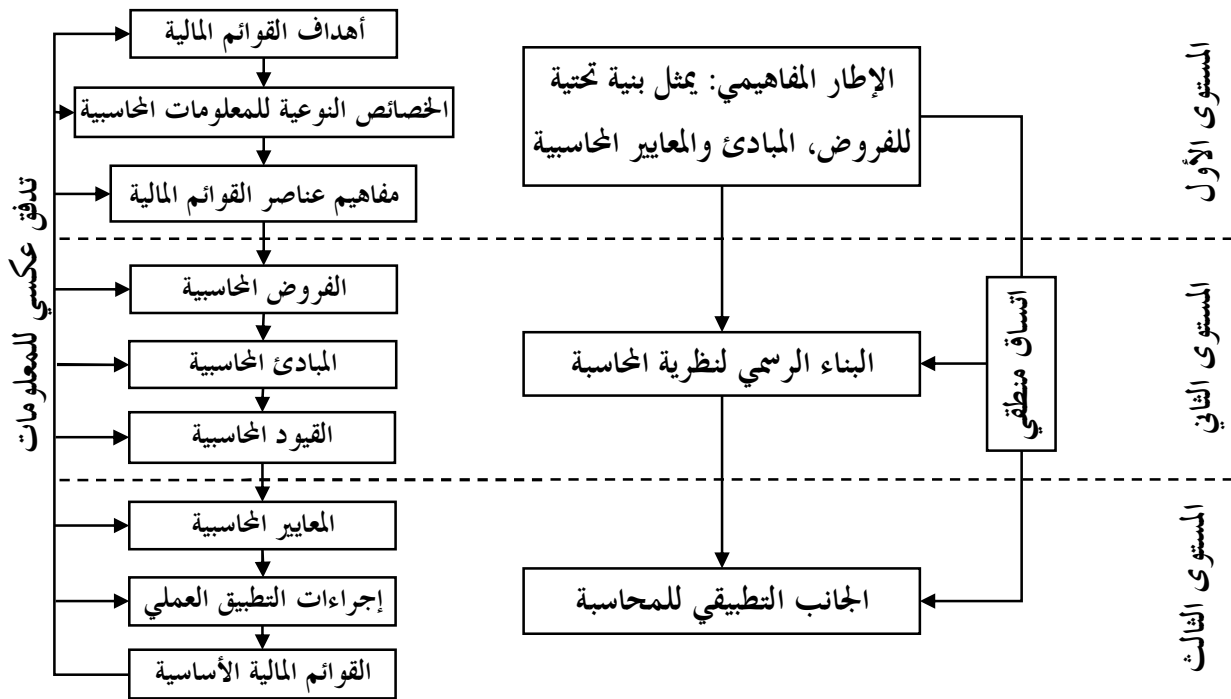 المستوى الأول
الإطار المفاهيمي: يمثل بنية تحتية
للفروض، المبادئ والمعايير المحاسبية
أهداف القوائم المالية
الخصائص النوعية للمعلومات المحاسبية
مفاهيم عناصر القوائم المالية
المستوى الثاني
اتساق منطقي
البناء الرسمي لنظرية المحاسبة
الفروض المحاسبية
المبادئ المحاسبية
القيود المحاسبية
المستوى الثالث
الجانب التطبيقي للمحاسبة
المعايير المحاسبية
إجراءات التطبيق العملي
القوائم المالية الأساسية
تدفق عكسي للمعلومات